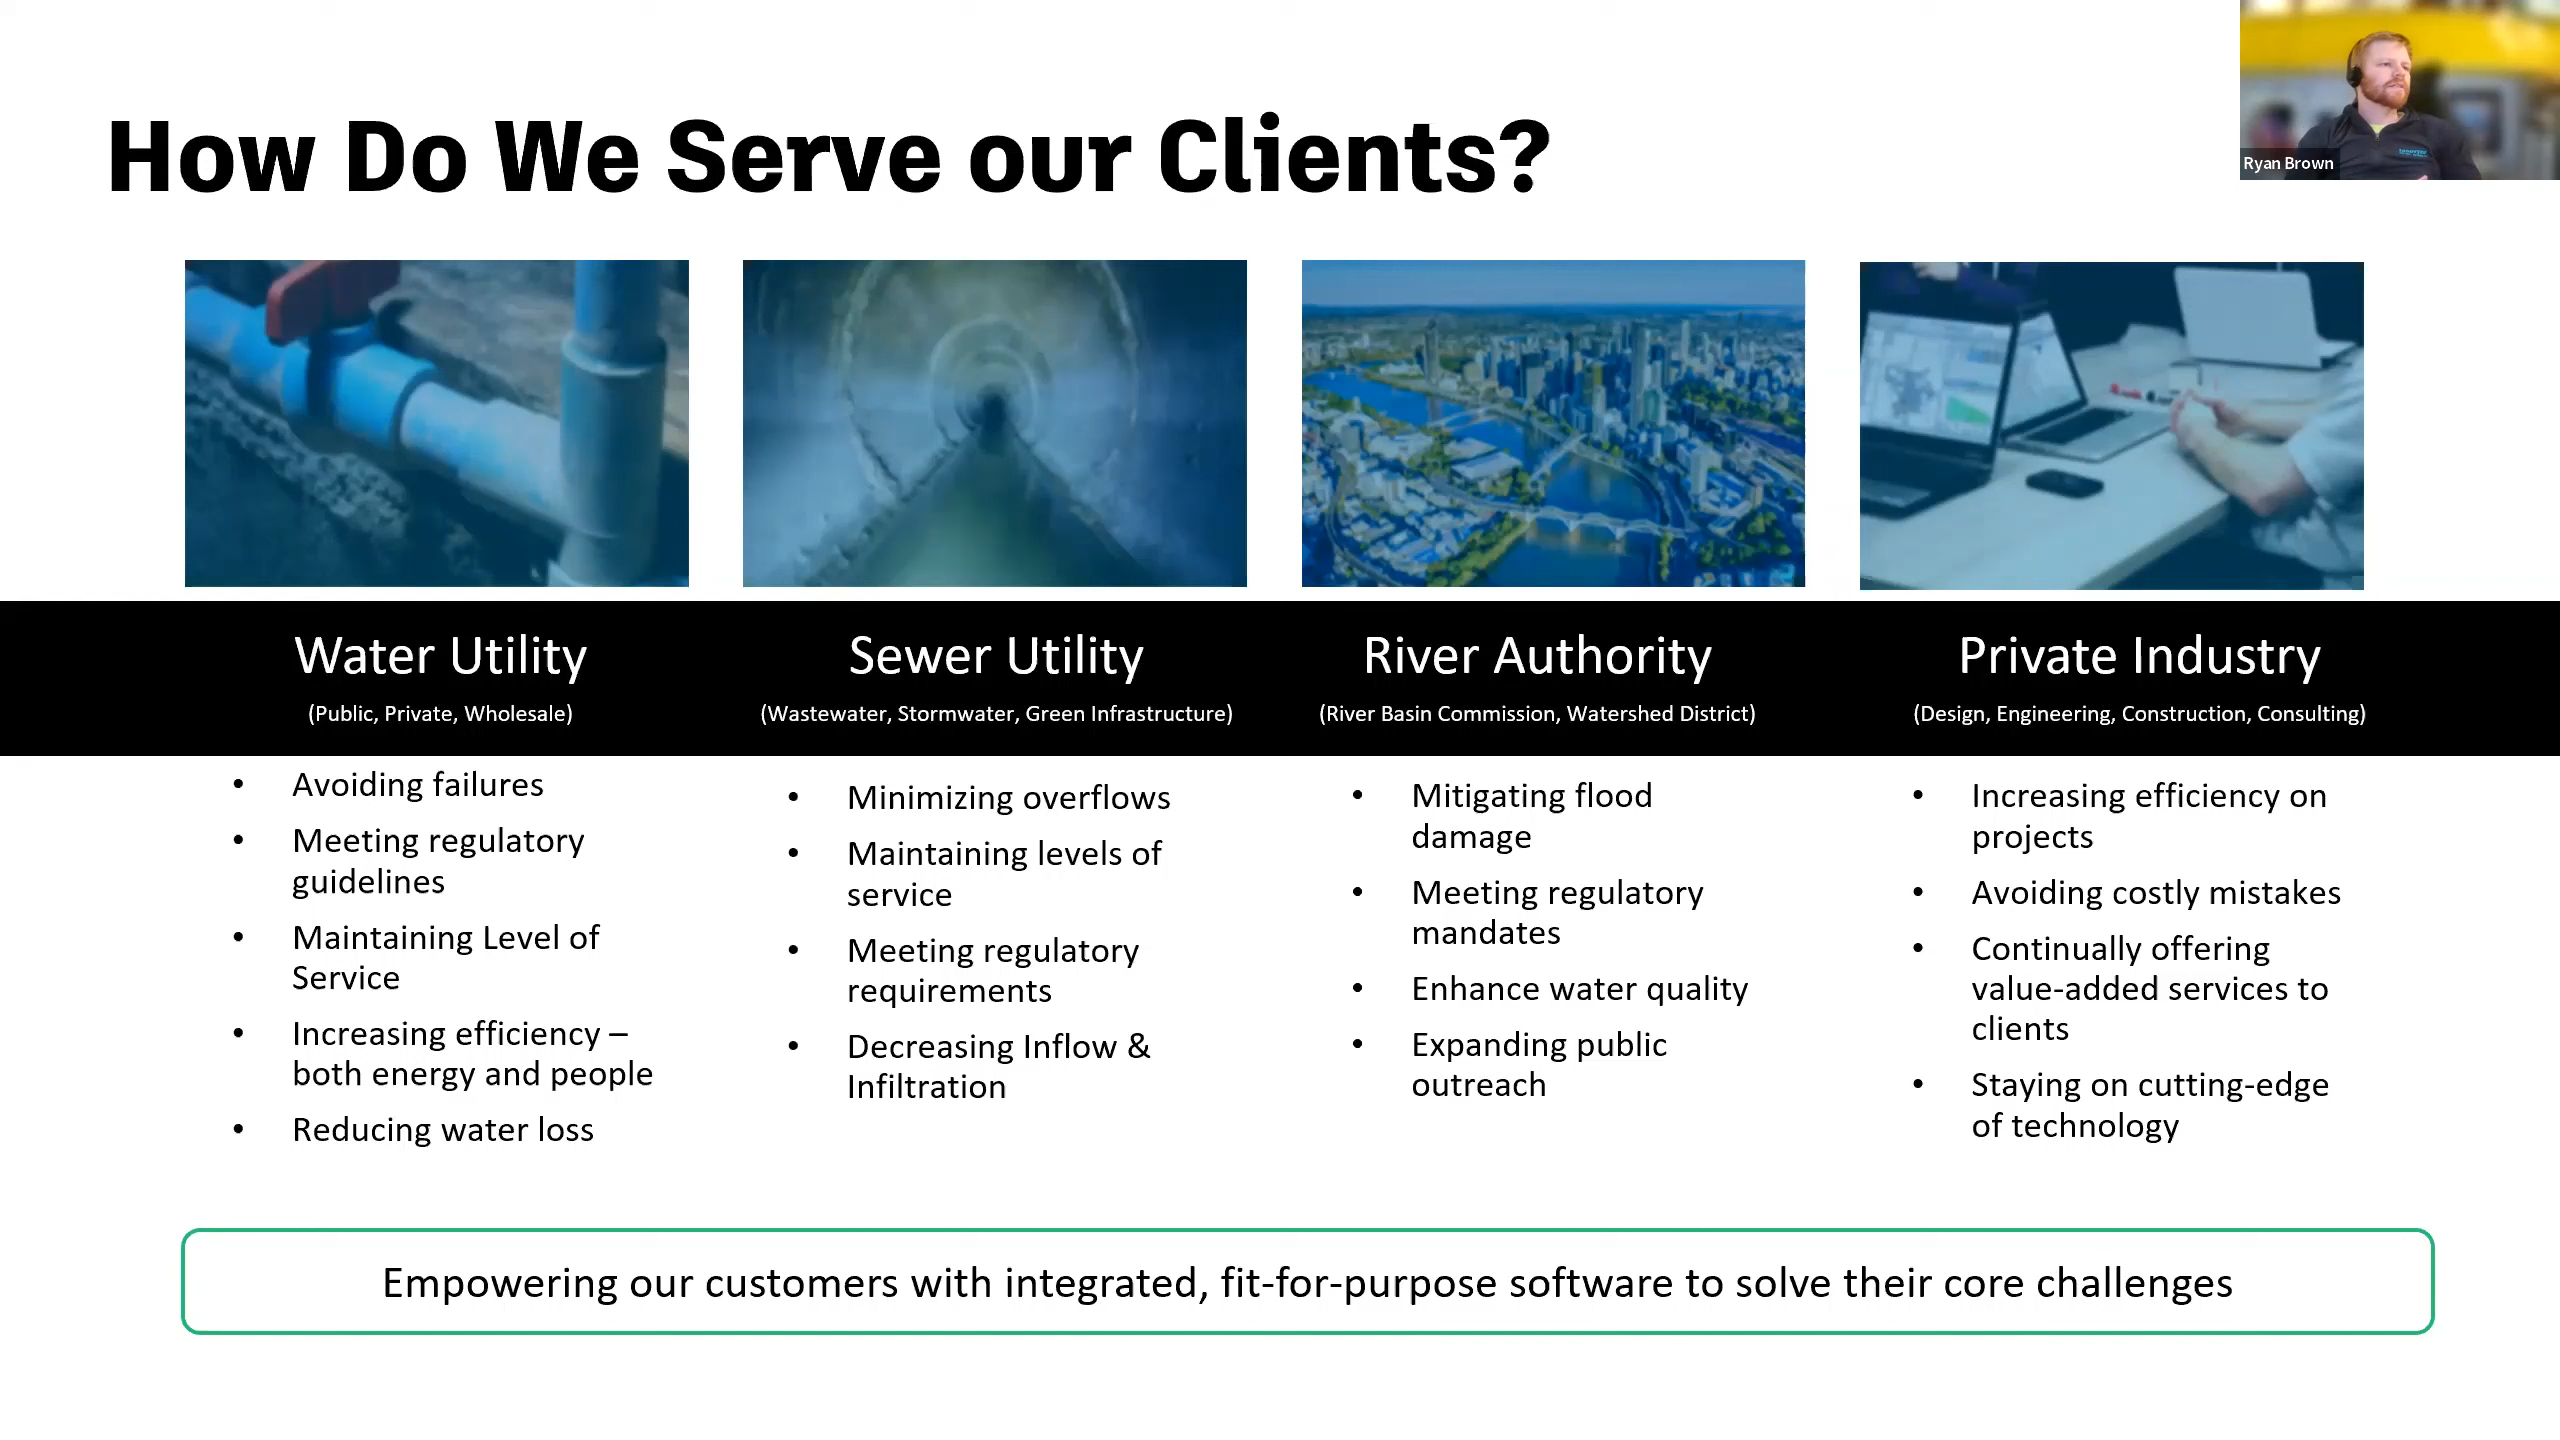 How Do We Serve our Clients?
Ryan Brown
Water Utility
(Public, Private, Wholesale)
• Avoiding failures
• Meeting regulatory
guidelines
• Maintaining Level of
Service
• Increasing efficiency –
both energy and people
• Reducing water loss
Sewer Utility
(Wastewater, Stormwater, Green Infrastructure)
• Minimizing overflows
• Maintaining levels of
service
• Meeting regulatory
requirements
• Decreasing Inflow &
Infiltration
River Authority
(River Basin Commission, Watershed District)
• Mitigating flood
damage
• Meeting regulatory
mandates
• Enhance water quality
• Expanding public
outreach
Private Industry
(Design, Engineering, Construction, Consulting)
• Increasing efficiency on
projects
• Avoiding costly mistakes
• Continually offering
value-added services to
clients
• Staying on cutting-edge
of technology
Empowering our customers with integrated, fit-for-purpose software to solve their core challenges